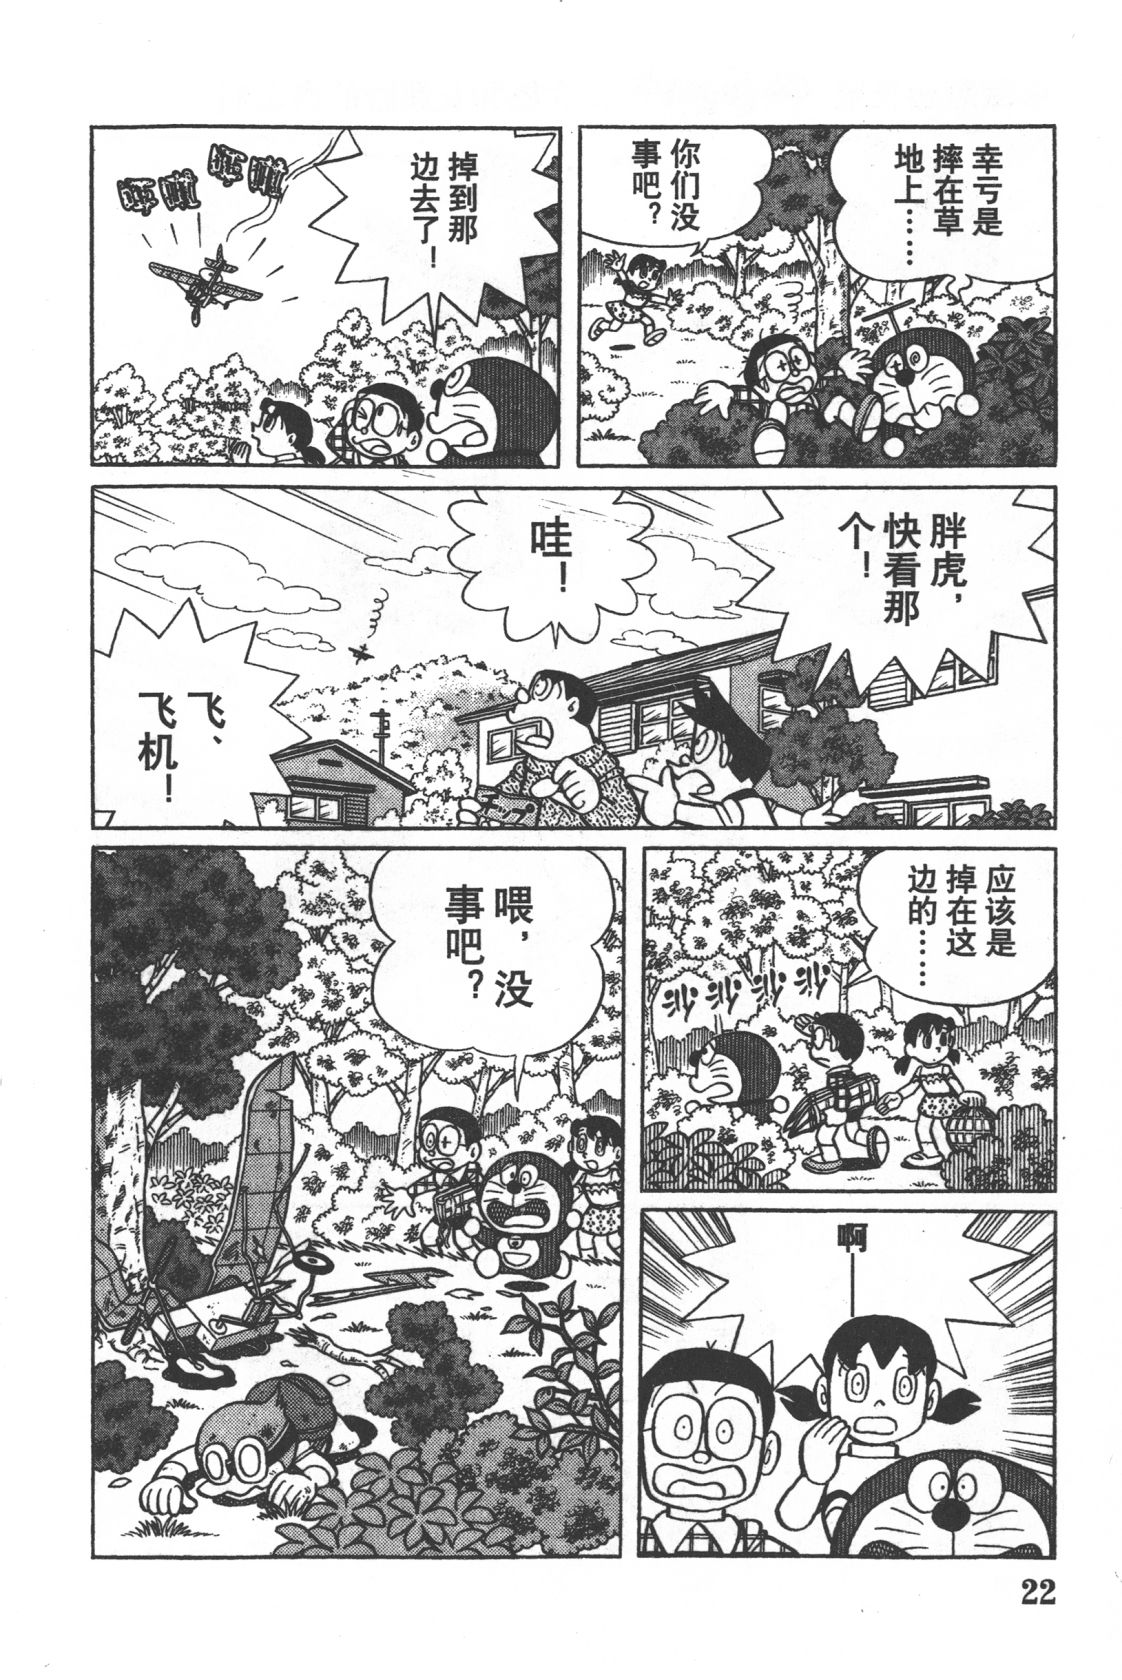 幸亏是
摔在草
地上……
你们没
事吧？
掉到那
边去了！
胖虎，
快看那
个！
哇！
飞、
飞机！
应该是
掉在这
边的……
沙沙沙沙
喂，没
事吧？
啊
22